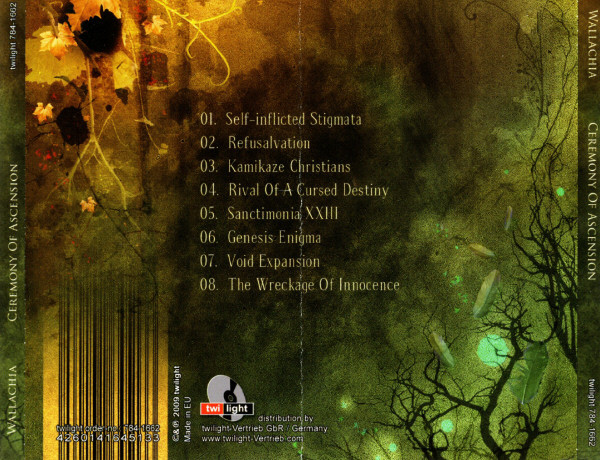 twilight 784-1662
CEREMONY OF ASCENSION
WALLACHIA
01. Self-inflicted Stigmata
02. Refusalvation
03. Kamikaze Christians
04. Rival Of A Cursed Destiny
05. Sanctimonia XXIII
06. Genesis Enigma
07. Void Expansion
08. The Wreckage Of Innocence
twilight order no.: 784-1662
4260141645133
©&℗ 2009 twilight
Made in EU
twilight
distribution by
twilight-Vertrieb GbR / Germany
www.twilight-Vertrieb.com
WALLACHIA
CEREMONY OF ASCENSION
twilight 784-1662